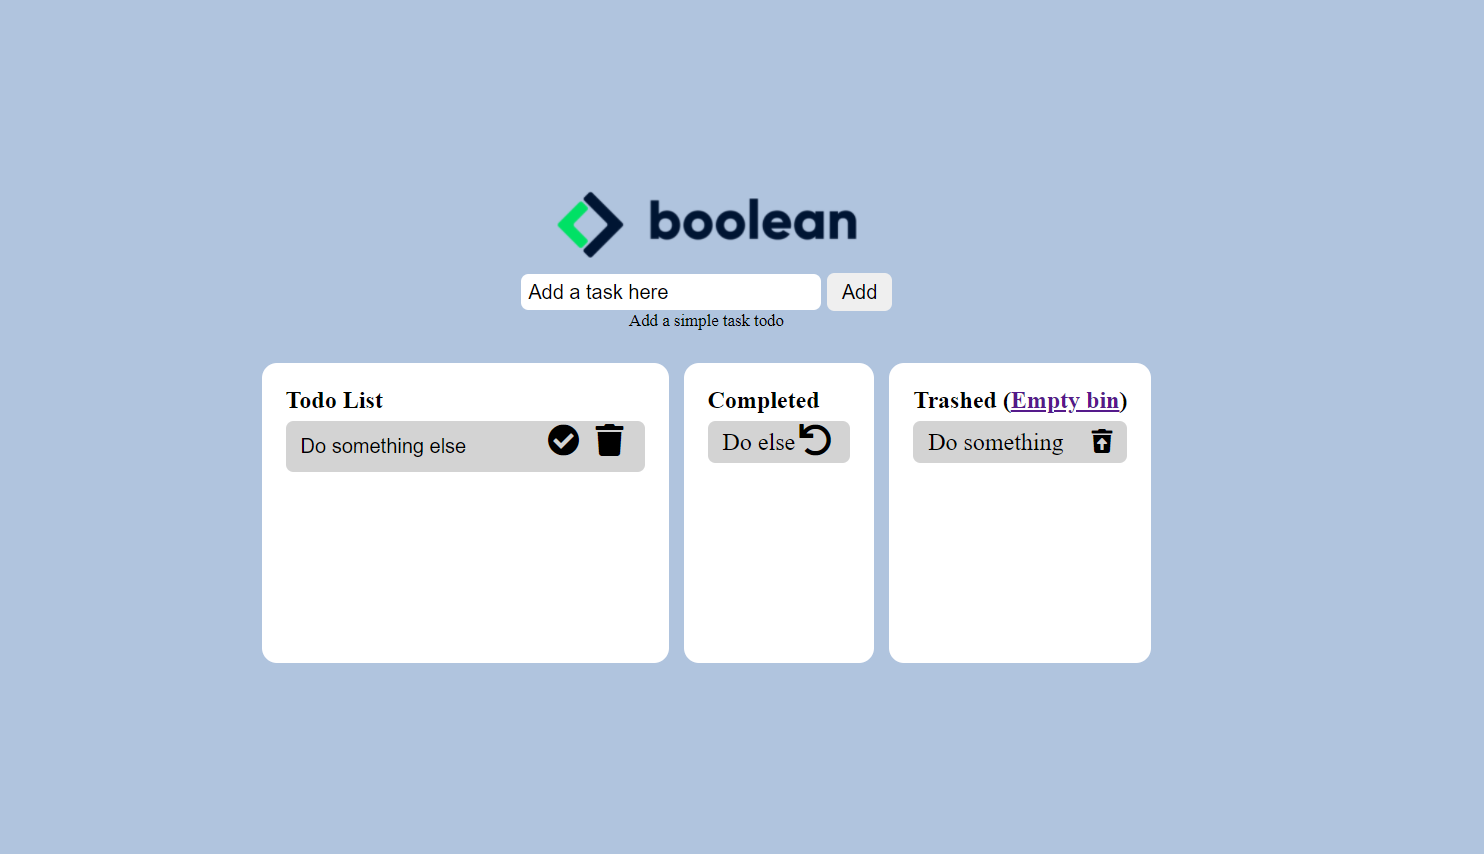 boolean
Add a task here Add
Add a simple task todo
Todo List
Do something else
Completed
Do else
Trashed (Empty bin)
Do something